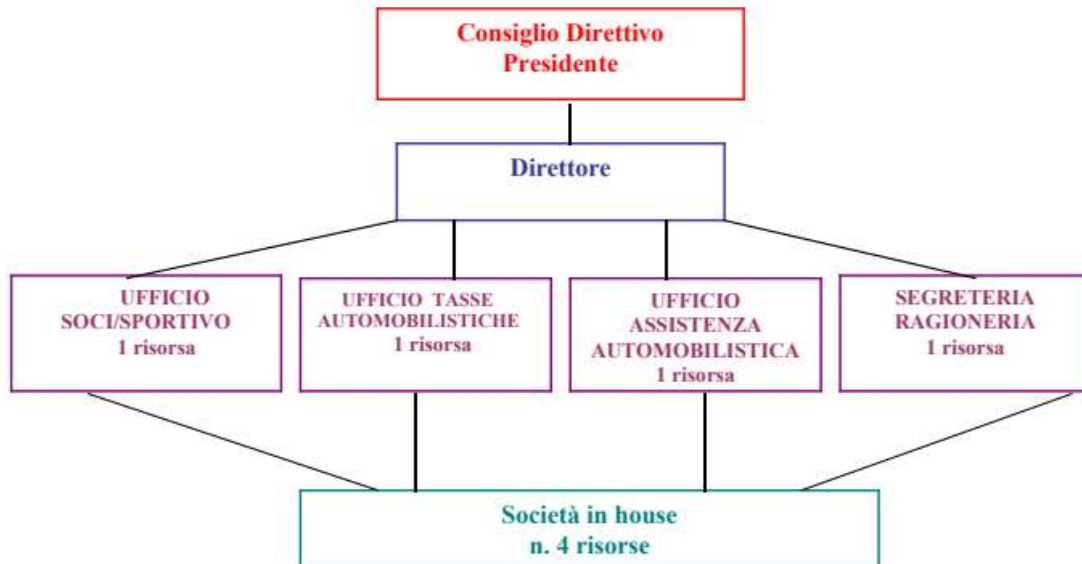 Consiglio Direttivo
Presidente
Direttore
UFFICIO
SOCI/SPORTIVO
1 risorsa
UFFICIO TASSE
AUTOMOBILISTICHE
1 risorsa
UFFICIO
ASSISTENZA
AUTOMOBILISTICA
1 risorsa
SEGRETERIA
RAGIONERIA
1 risorsa
Società in house
n. 4 risorse